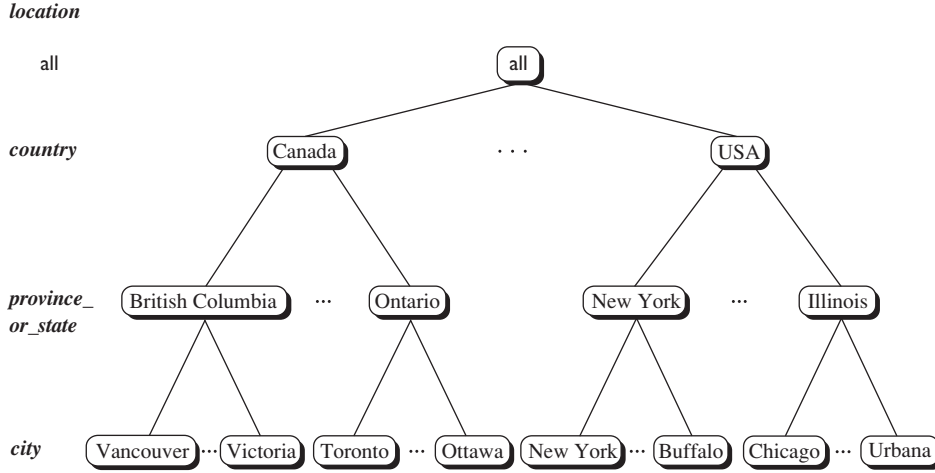 location
all all
country Canada . . . USA
province_ British Columbia ... Ontario New York ... Illinois
or_state
city Vancouver ... Victoria Toronto ... Ottawa New York ... Buffalo Chicago ... Urbana